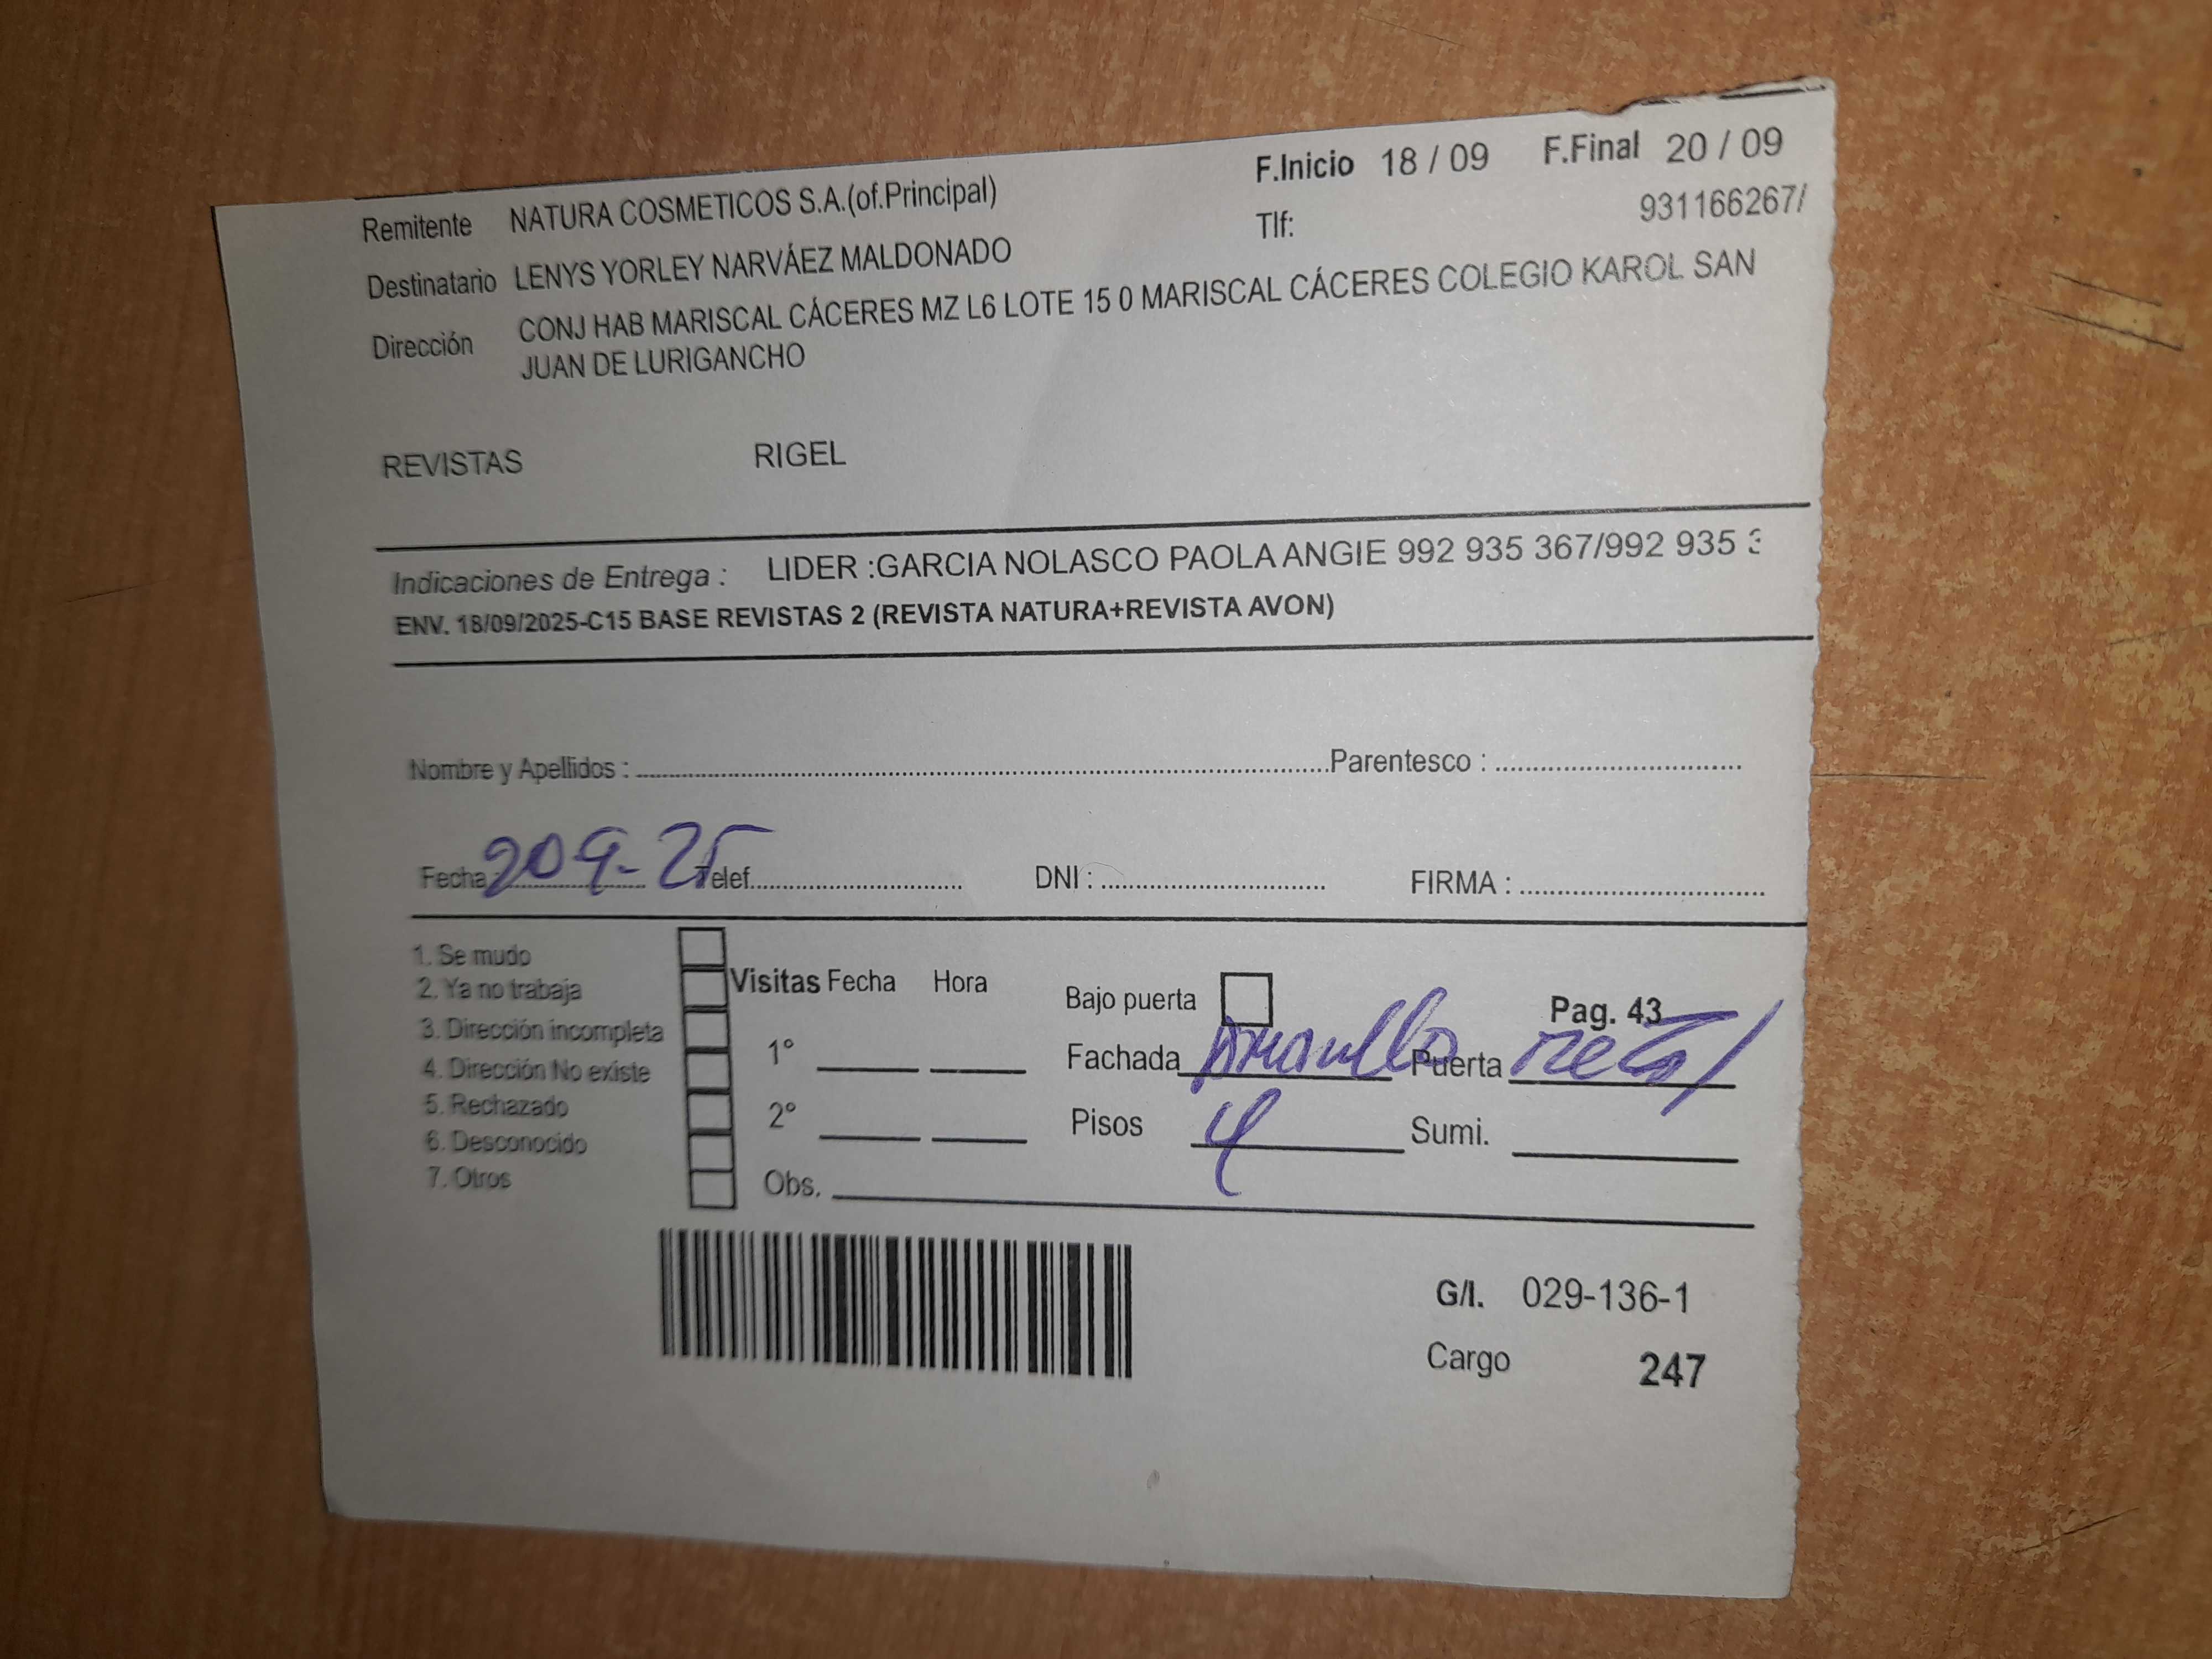 F.Inicio 18 / 09 F.Final 20 / 09
Remitente NATURA COSMETICOS S.A.(of.Principal)
Tlf: 931166267/
Destinatario LENYS YORLEY NARVÁEZ MALDONADO
Dirección CONJ HAB MARISCAL CÁCERES MZ L6 LOTE 15 0 MARISCAL CÁCERES COLEGIO KAROL SAN
JUAN DE LURIGANCHO
REVISTAS RIGEL
Indicaciones de Entrega : LIDER :GARCIA NOLASCO PAOLA ANGIE 992 935 367/992 935 3
ENV. 18/09/2025-C15 BASE REVISTAS 2 (REVISTA NATURA+REVISTA AVON)
Nombre y Apellidos : Parentesco :
Fecha 209-25 Telef. DNI : FIRMA :
1. Se mudo
2. Ya no trabaja
3. Dirección incompleta
4. Dirección No existe
5. Rechazado
6. Desconocido
7. Otros
Visitas Fecha Hora
1°
2°
Obs.
Bajo puerta Pag. 43
Fachada Amarillo Puerta metal
Pisos 4 Sumi.
G/I. 029-136-1
Cargo 247